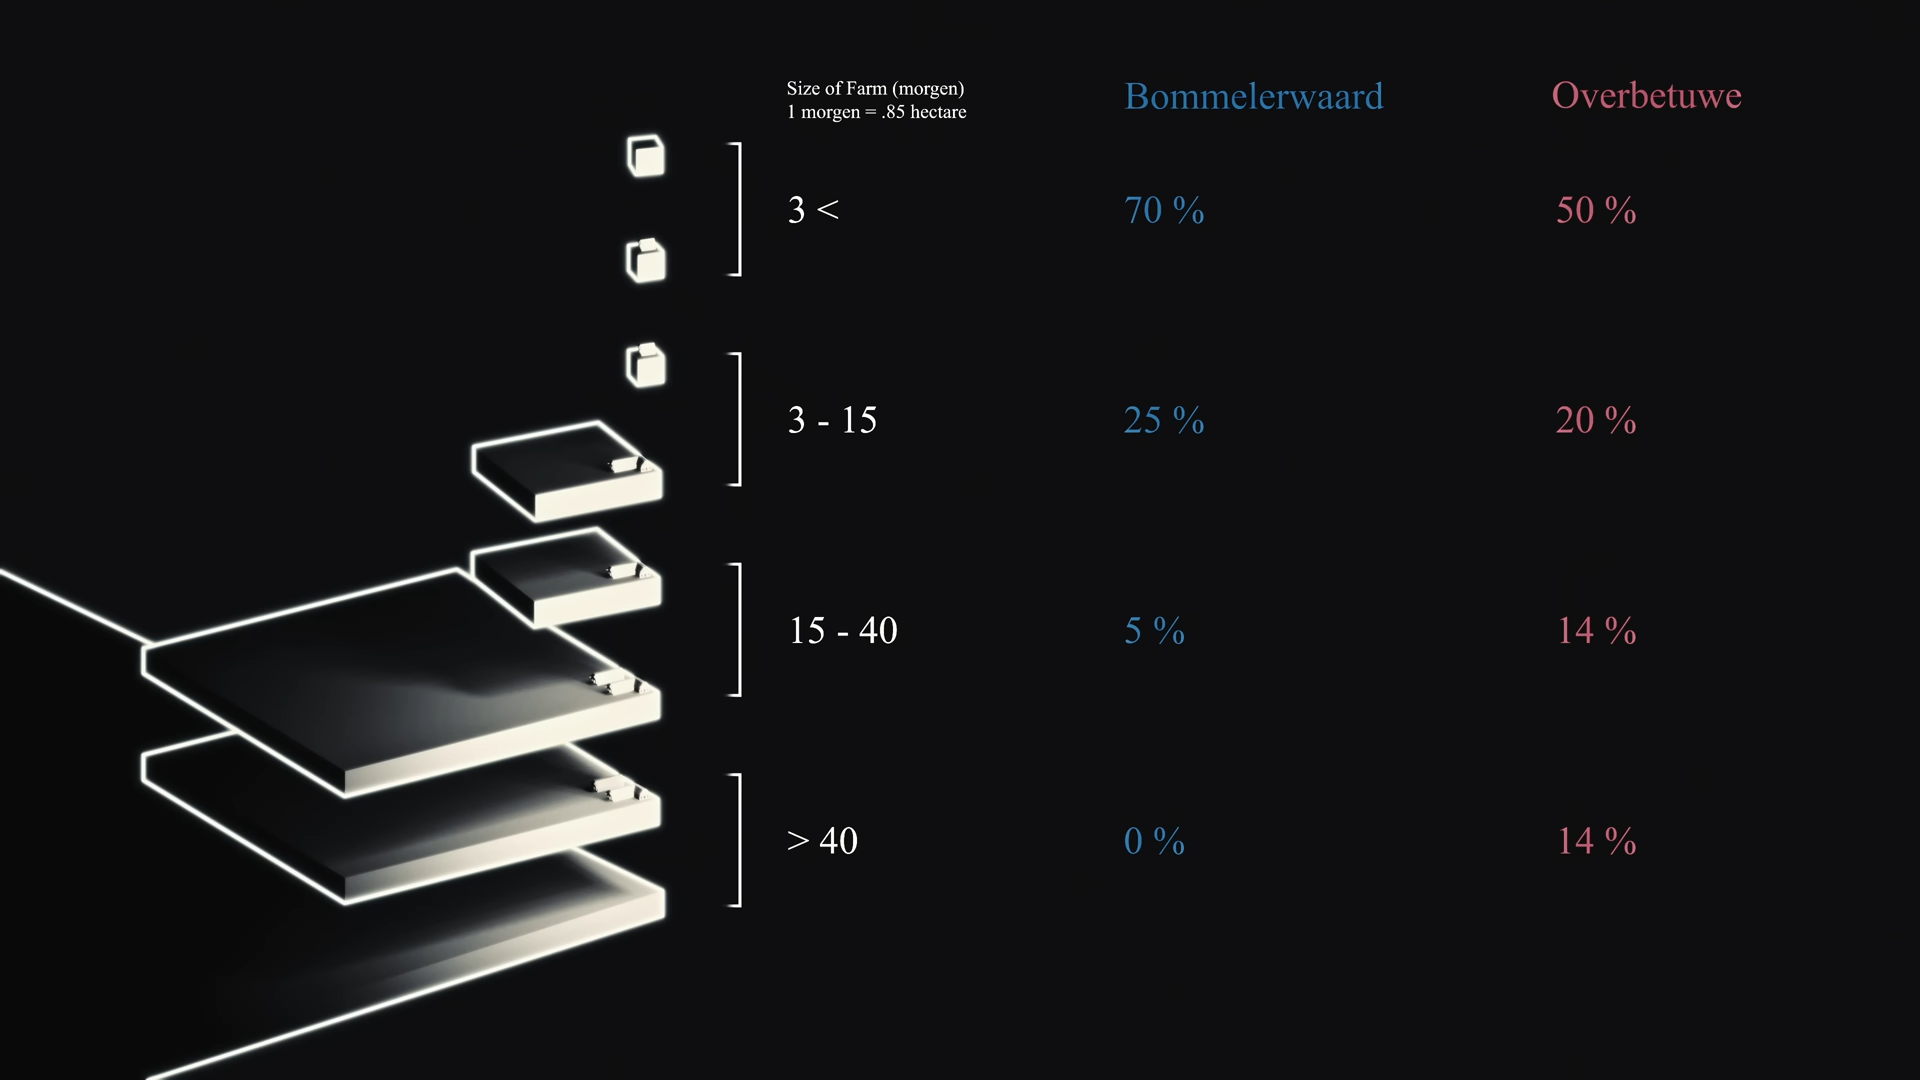 Size of Farm (morgen)
1 morgen = .85 hectare
Bommelerwaard
Overbetuwe
3 <
70 %
50 %
3 - 15
25 %
20 %
15 - 40
5 %
14 %
> 40
0 %
14 %